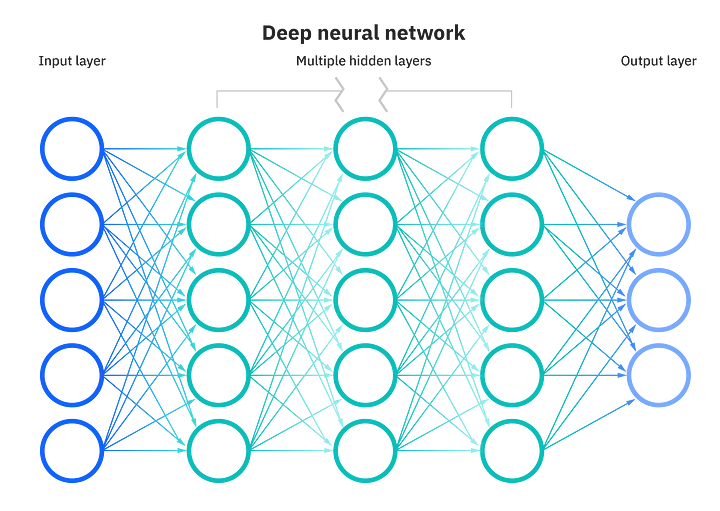 Deep neural network
Input layer
Multiple hidden layers
Output layer